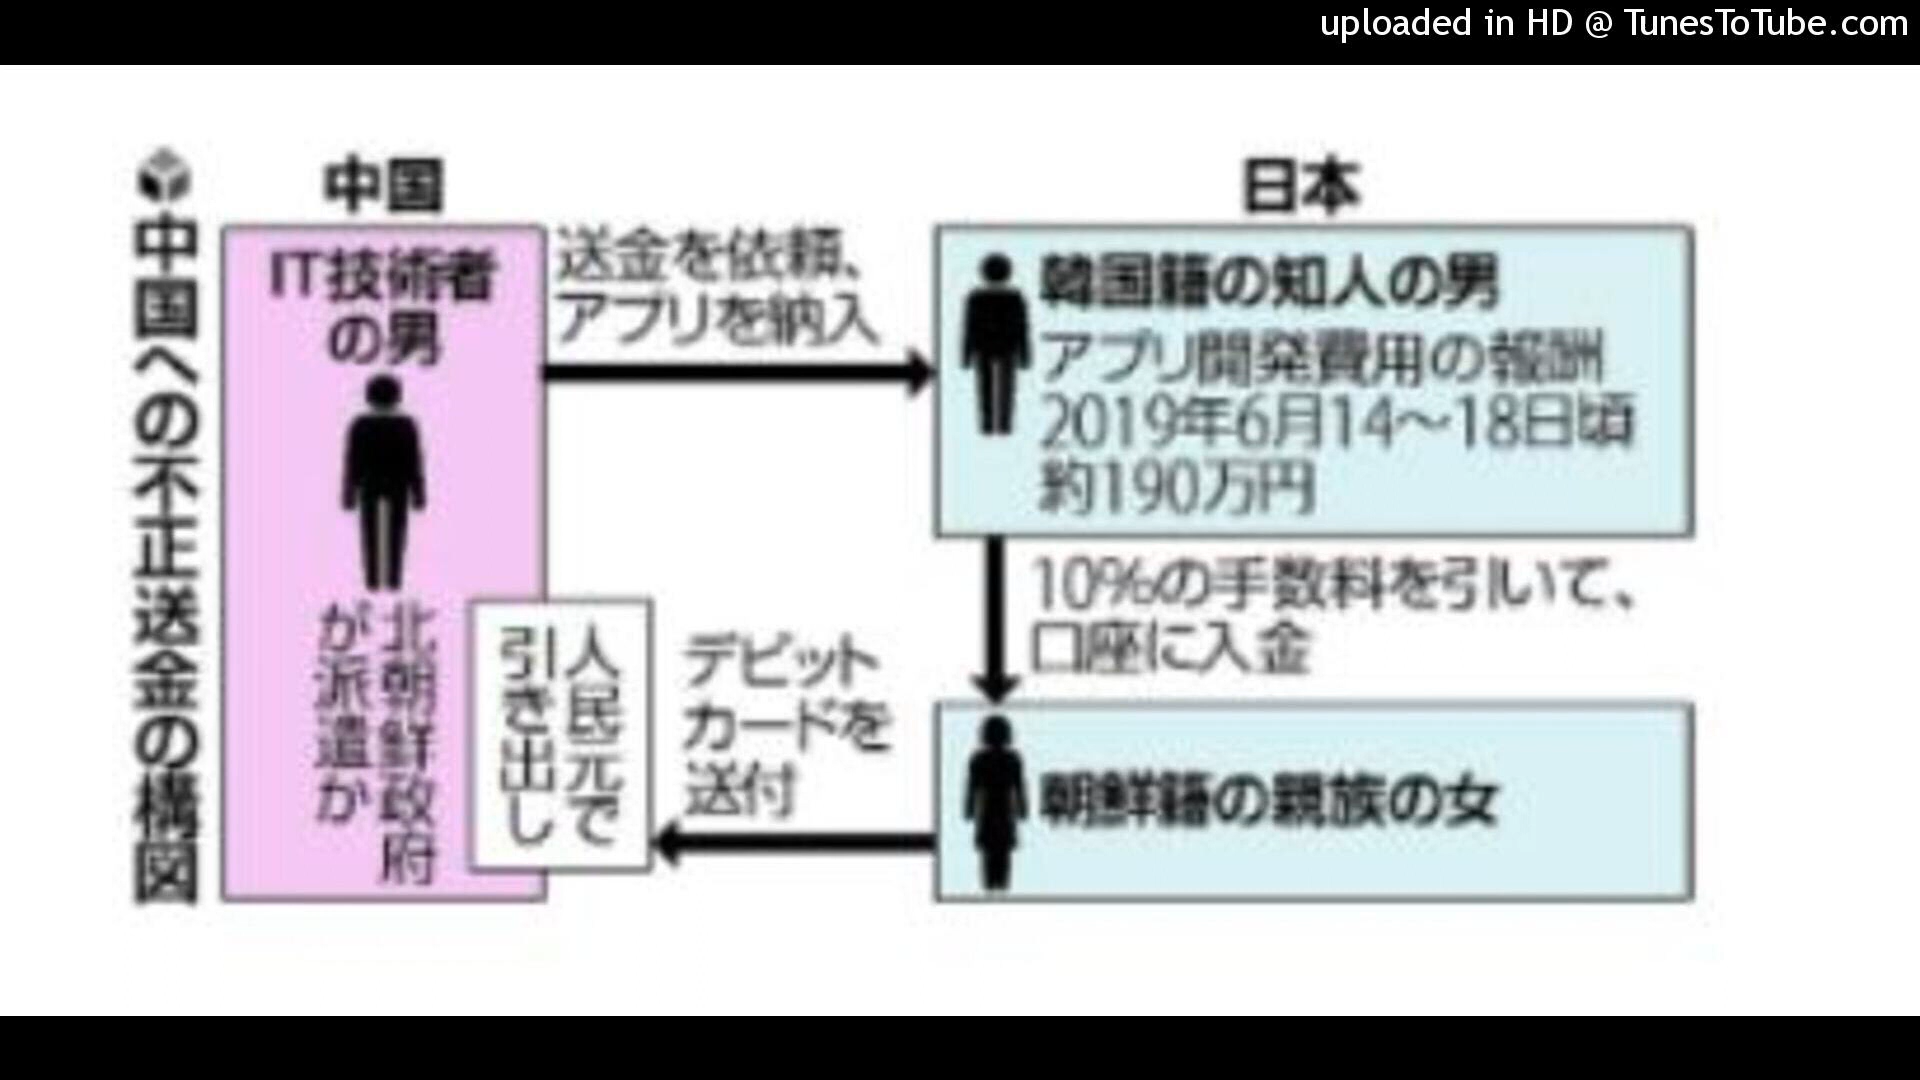 uploaded in HD @ TunesToTube.com
中国への不正送金の構図
中国
IT技術者
の男
北朝鮮政府
が派遣か
送金を依頼、
アプリを納入
日本
韓国籍の知人の男
アプリ開発費用の報酬
2019年6月14〜18日頃
約190万円
10%の手数料を引いて、
口座に入金
朝鮮籍の親族の女
デビット
カードを
送付
人民元で
引き出し